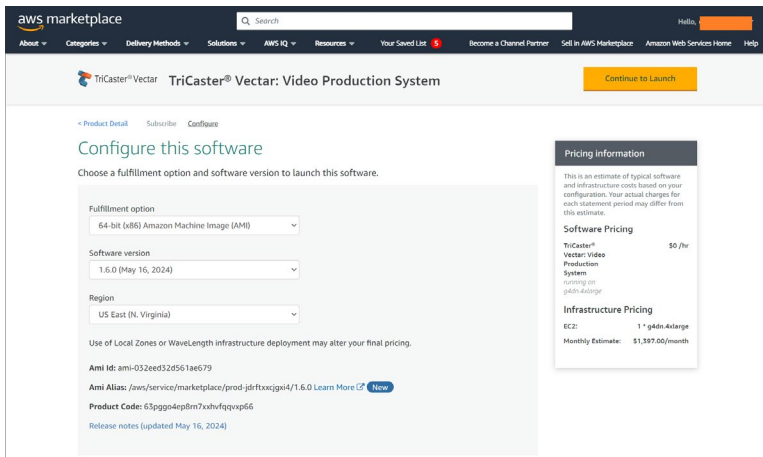 aws marketplace
Search
Hello,
About
Categories
Delivery Methods
Solutions
AWS IQ
Resources
Your Saved List 5
Become a Channel Partner
Sell in AWS Marketplace
Amazon Web Services Home
Help
TriCaster® Vectar
TriCaster® Vectar: Video Production System
Continue to Launch
< Product Detail
Subscribe
Configure
Configure this software
Choose a fulfillment option and software version to launch this software.
Fulfillment option
64-bit (x86) Amazon Machine Image (AMI)
Software version
1.6.0 (May 16, 2024)
Region
US East (N. Virginia)
Use of Local Zones or WaveLength infrastructure deployment may alter your final pricing.
Ami Id: ami-032eed32d561ae679
Ami Alias: /aws/service/marketplace/prod-jdrftxxcjgxi4/1.6.0 Learn More New
Product Code: 63pggo4ep8rn7xxhvfqqvxp66
Release notes (updated May 16, 2024)
Pricing information
This is an estimate of typical software
and infrastructure costs based on your
configuration. Your actual charges for
each statement period may differ from
this estimate.
Software Pricing
TriCaster® $0 /hr
Vectar: Video
Production
System
running on
g4dn.4xlarge
Infrastructure Pricing
EC2: 1 * g4dn.4xlarge
Monthly Estimate: $1,397.00/month